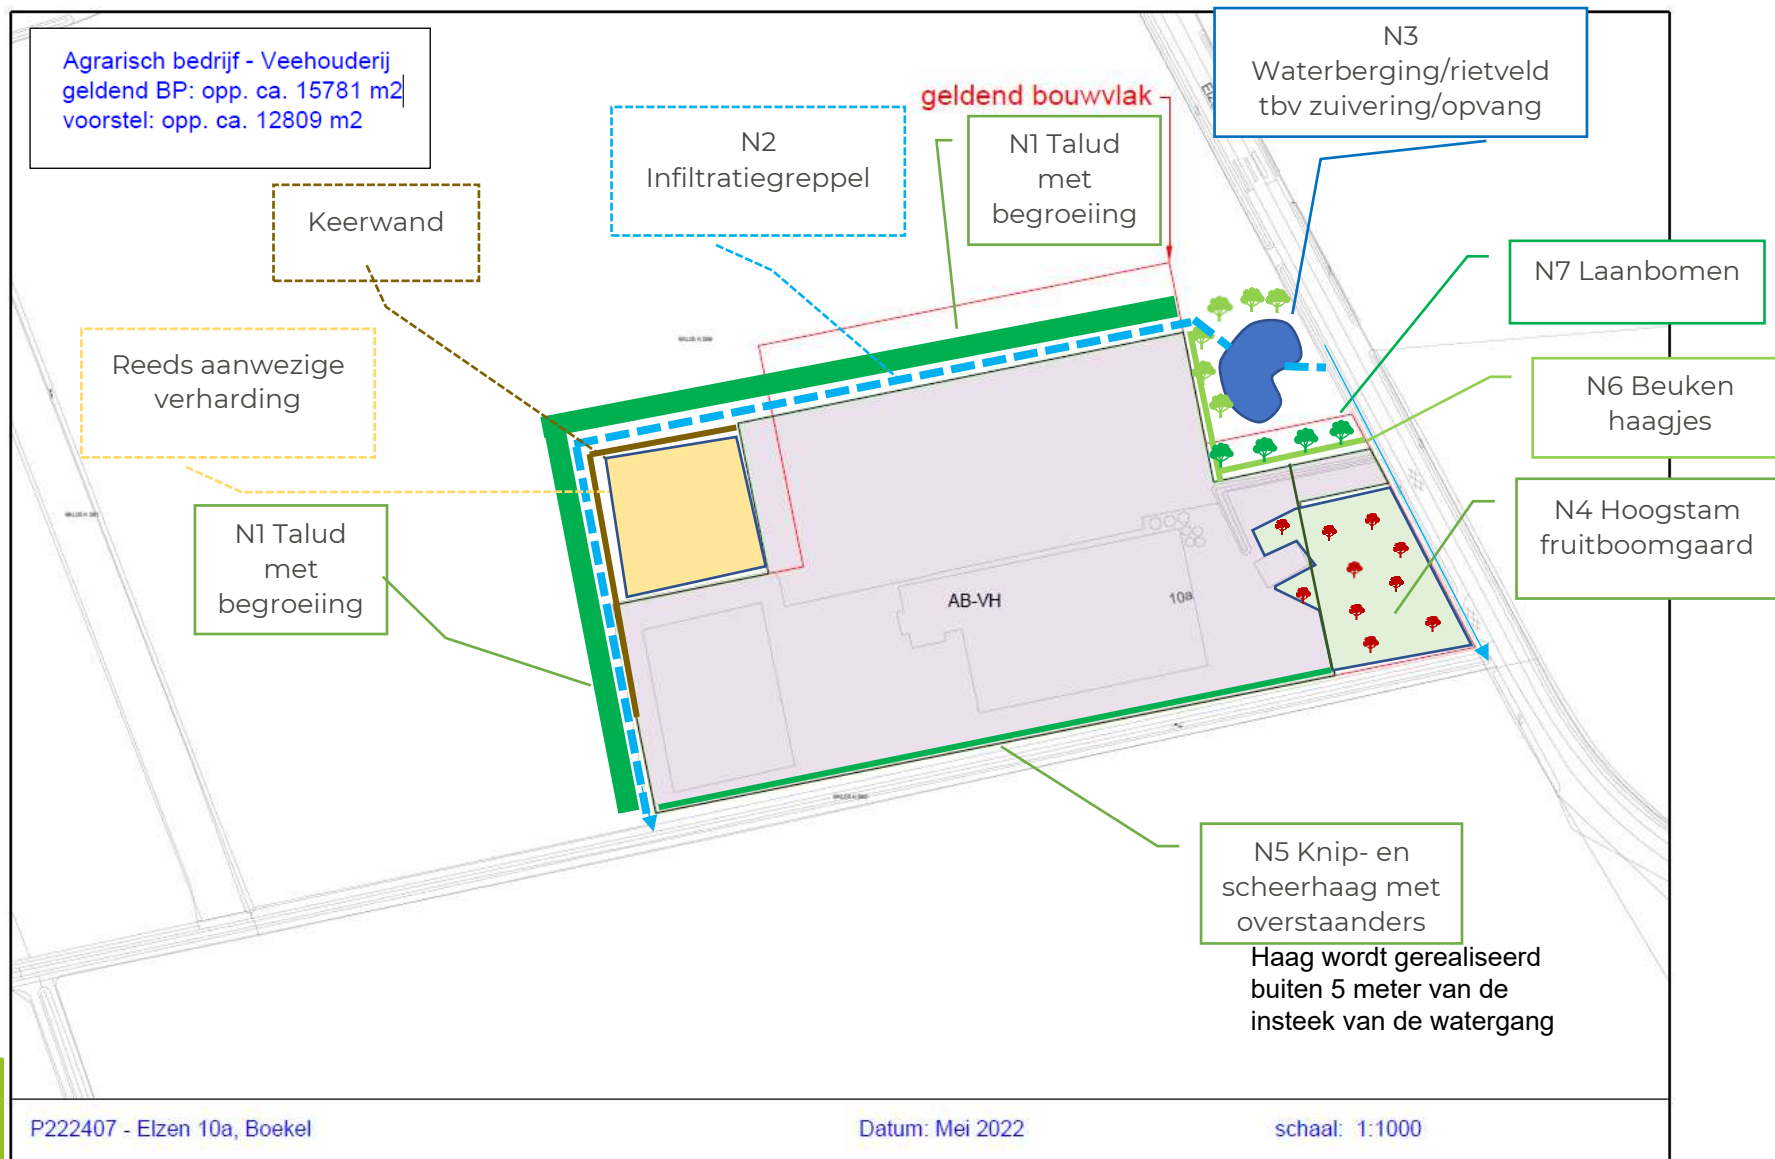 Agrarisch bedrijf - Veehouderij
geldend BP: opp. ca. 15781 m2
voorstel: opp. ca. 12809 m2
N3
Waterberging/rietveld
tbv zuivering/opvang
geldend bouwvlak
N2
Infiltratiegreppel
N1 Talud
met
begroeiing
Keerwand
N7 Laanbomen
Reeds aanwezige
verharding
N6 Beuken
haagjes
N4 Hoogstam
fruitboomgaard
N1 Talud
met
begroeiing
AB-VH
10a
N5 Knip- en
scheerhaag met
overstaanders
Haag wordt gerealiseerd
buiten 5 meter van de
insteek van de watergang
P222407 - Elzen 10a, Boekel
Datum: Mei 2022
schaal: 1:1000